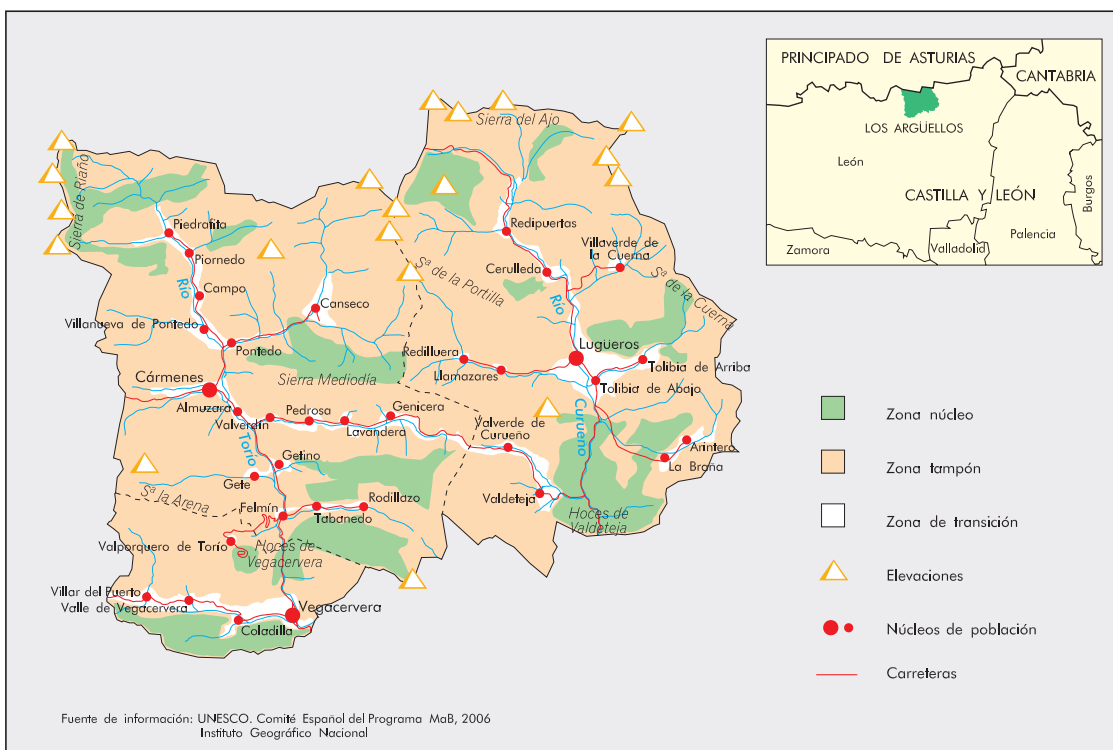 PRINCIPADO DE ASTURIAS
CANTABRIA
LOS ARGÜELLOS
León
CASTILLA Y LEÓN
Burgos
Palencia
Zamora
Valladolid
Sierra del Ajo
Sierra de Riaño
Piedrafita
Redipuertas
Piornedo
Villaverde de
la Cuerna
Cerulleda
Sª de la Portilla
Sª de la Cuerna
Río
Campo
Río
Canseco
Villanueva de Pontedo
Pontedo
Lugüeros
Redilluera
Tolibia de Arriba
Llamazares
Sierra Mediodía
Cármenes
Tolibia de Abajo
Almuzara
Pedrosa
Genicera
Valverdín
Lavandera
Valverde de
Curueño
Curueño
Torío
Arintero
La Braña
Getino
Gete
Rodillazo
Valdeteja
Sª la Arena
Felmín
Tabanedo
Hoces de
Valdeteja
Valporquero de Torío
Hoces de
Vegacervera
Villar del Puerto
Valle de Vegacervera
Vegacervera
Coladilla
Zona núcleo
Zona tampón
Zona de transición
Elevaciones
Núcleos de población
Carreteras
Fuente de información: UNESCO. Comité Español del Programa MaB, 2006
Instituto Geográfico Nacional